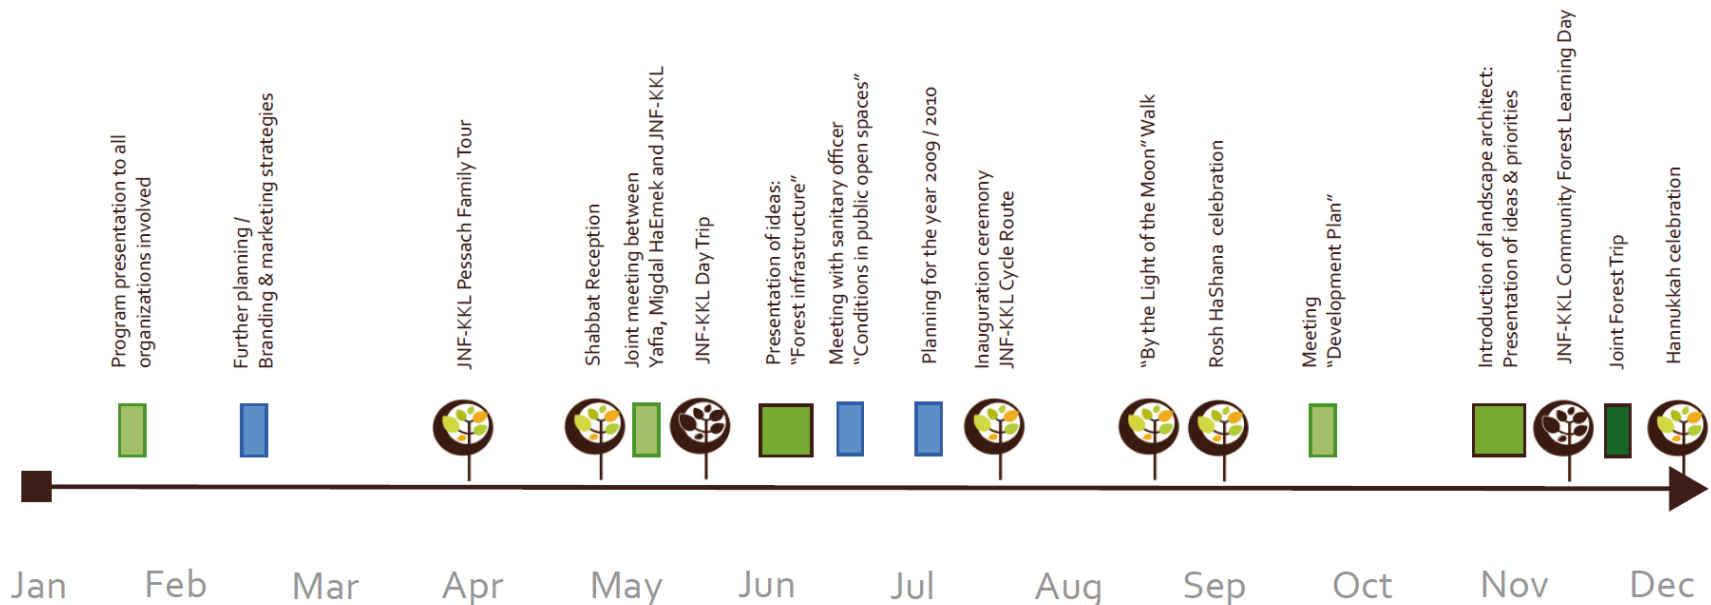 Program presentation to all
organizations involved
Further planning /
Branding & marketing strategies
JNF-KKL Pessach Family Tour
Shabbat Reception
Joint meeting between
Yafia, Migdal HaEmek and JNF-KKL
JNF-KKL Day Trip
Presentation of ideas:
“Forest infrastructure”
Meeting with sanitary officer
“Conditions in public open spaces”
Planning for the year 2009 / 2010
Inauguration ceremony
JNF-KKL Cycle Route
“By the Light of the Moon” Walk
Rosh HaShana celebration
Meeting
“Development Plan”
Introduction of landscape architect:
Presentation of ideas & priorities
JNF-KKL Community Forest Learning Day
Joint Forest Trip
Hannukkah celebration
Jan Feb Mar Apr May Jun Jul Aug Sep Oct Nov Dec